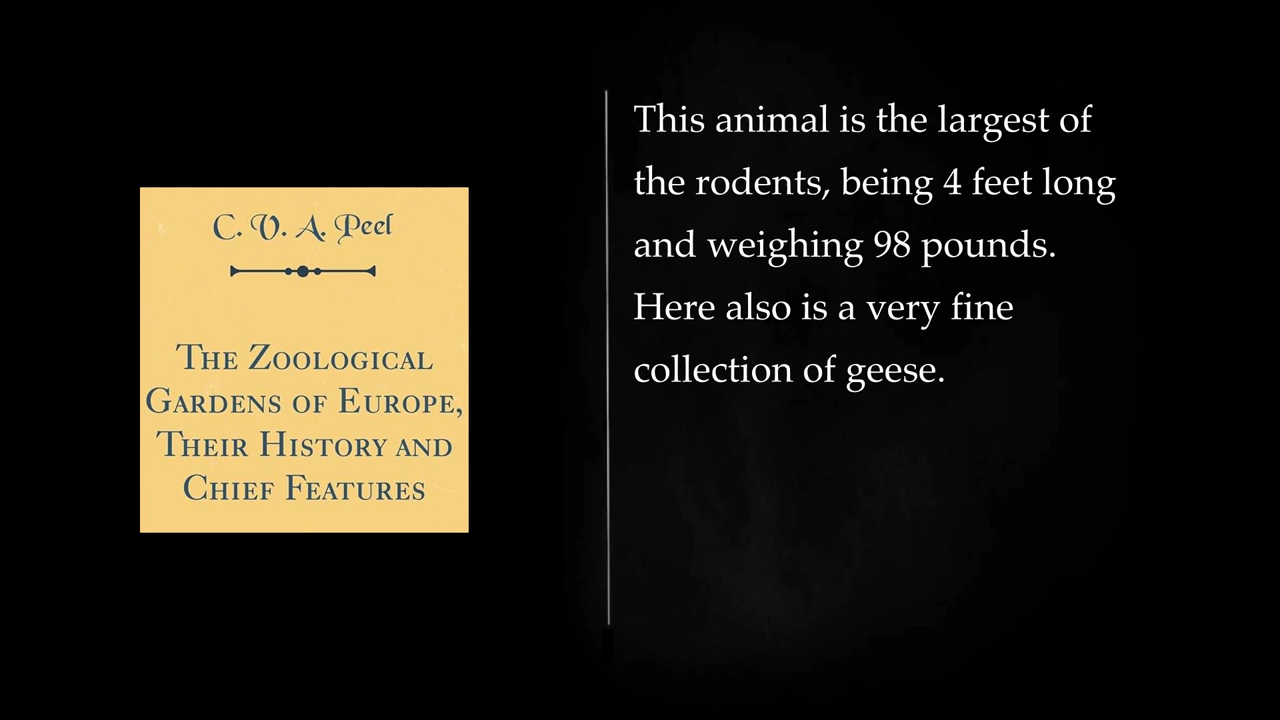 C. V. A. Peel
The Zoological
Gardens of Europe,
Their History and
Chief Features
This animal is the largest of
the rodents, being 4 feet long
and weighing 98 pounds.
Here also is a very fine
collection of geese.